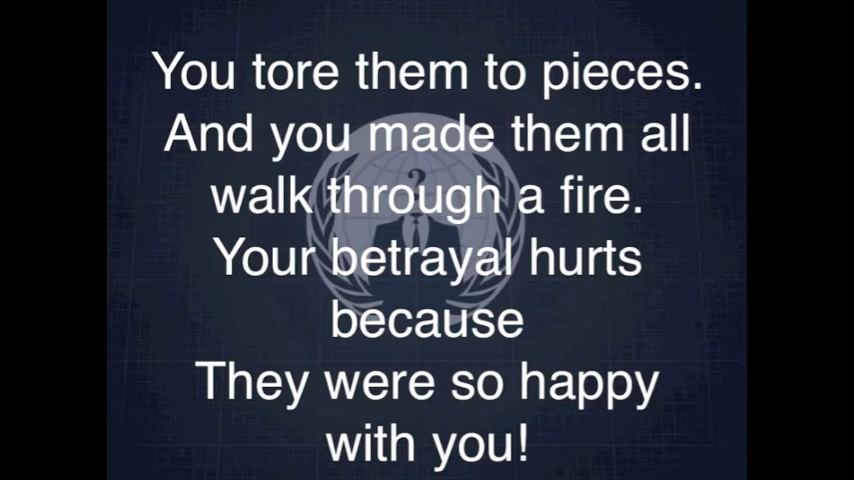 You tore them to pieces.
And you made them all
walk through a fire.
Your betrayal hurts
because
They were so happy
with you!
?